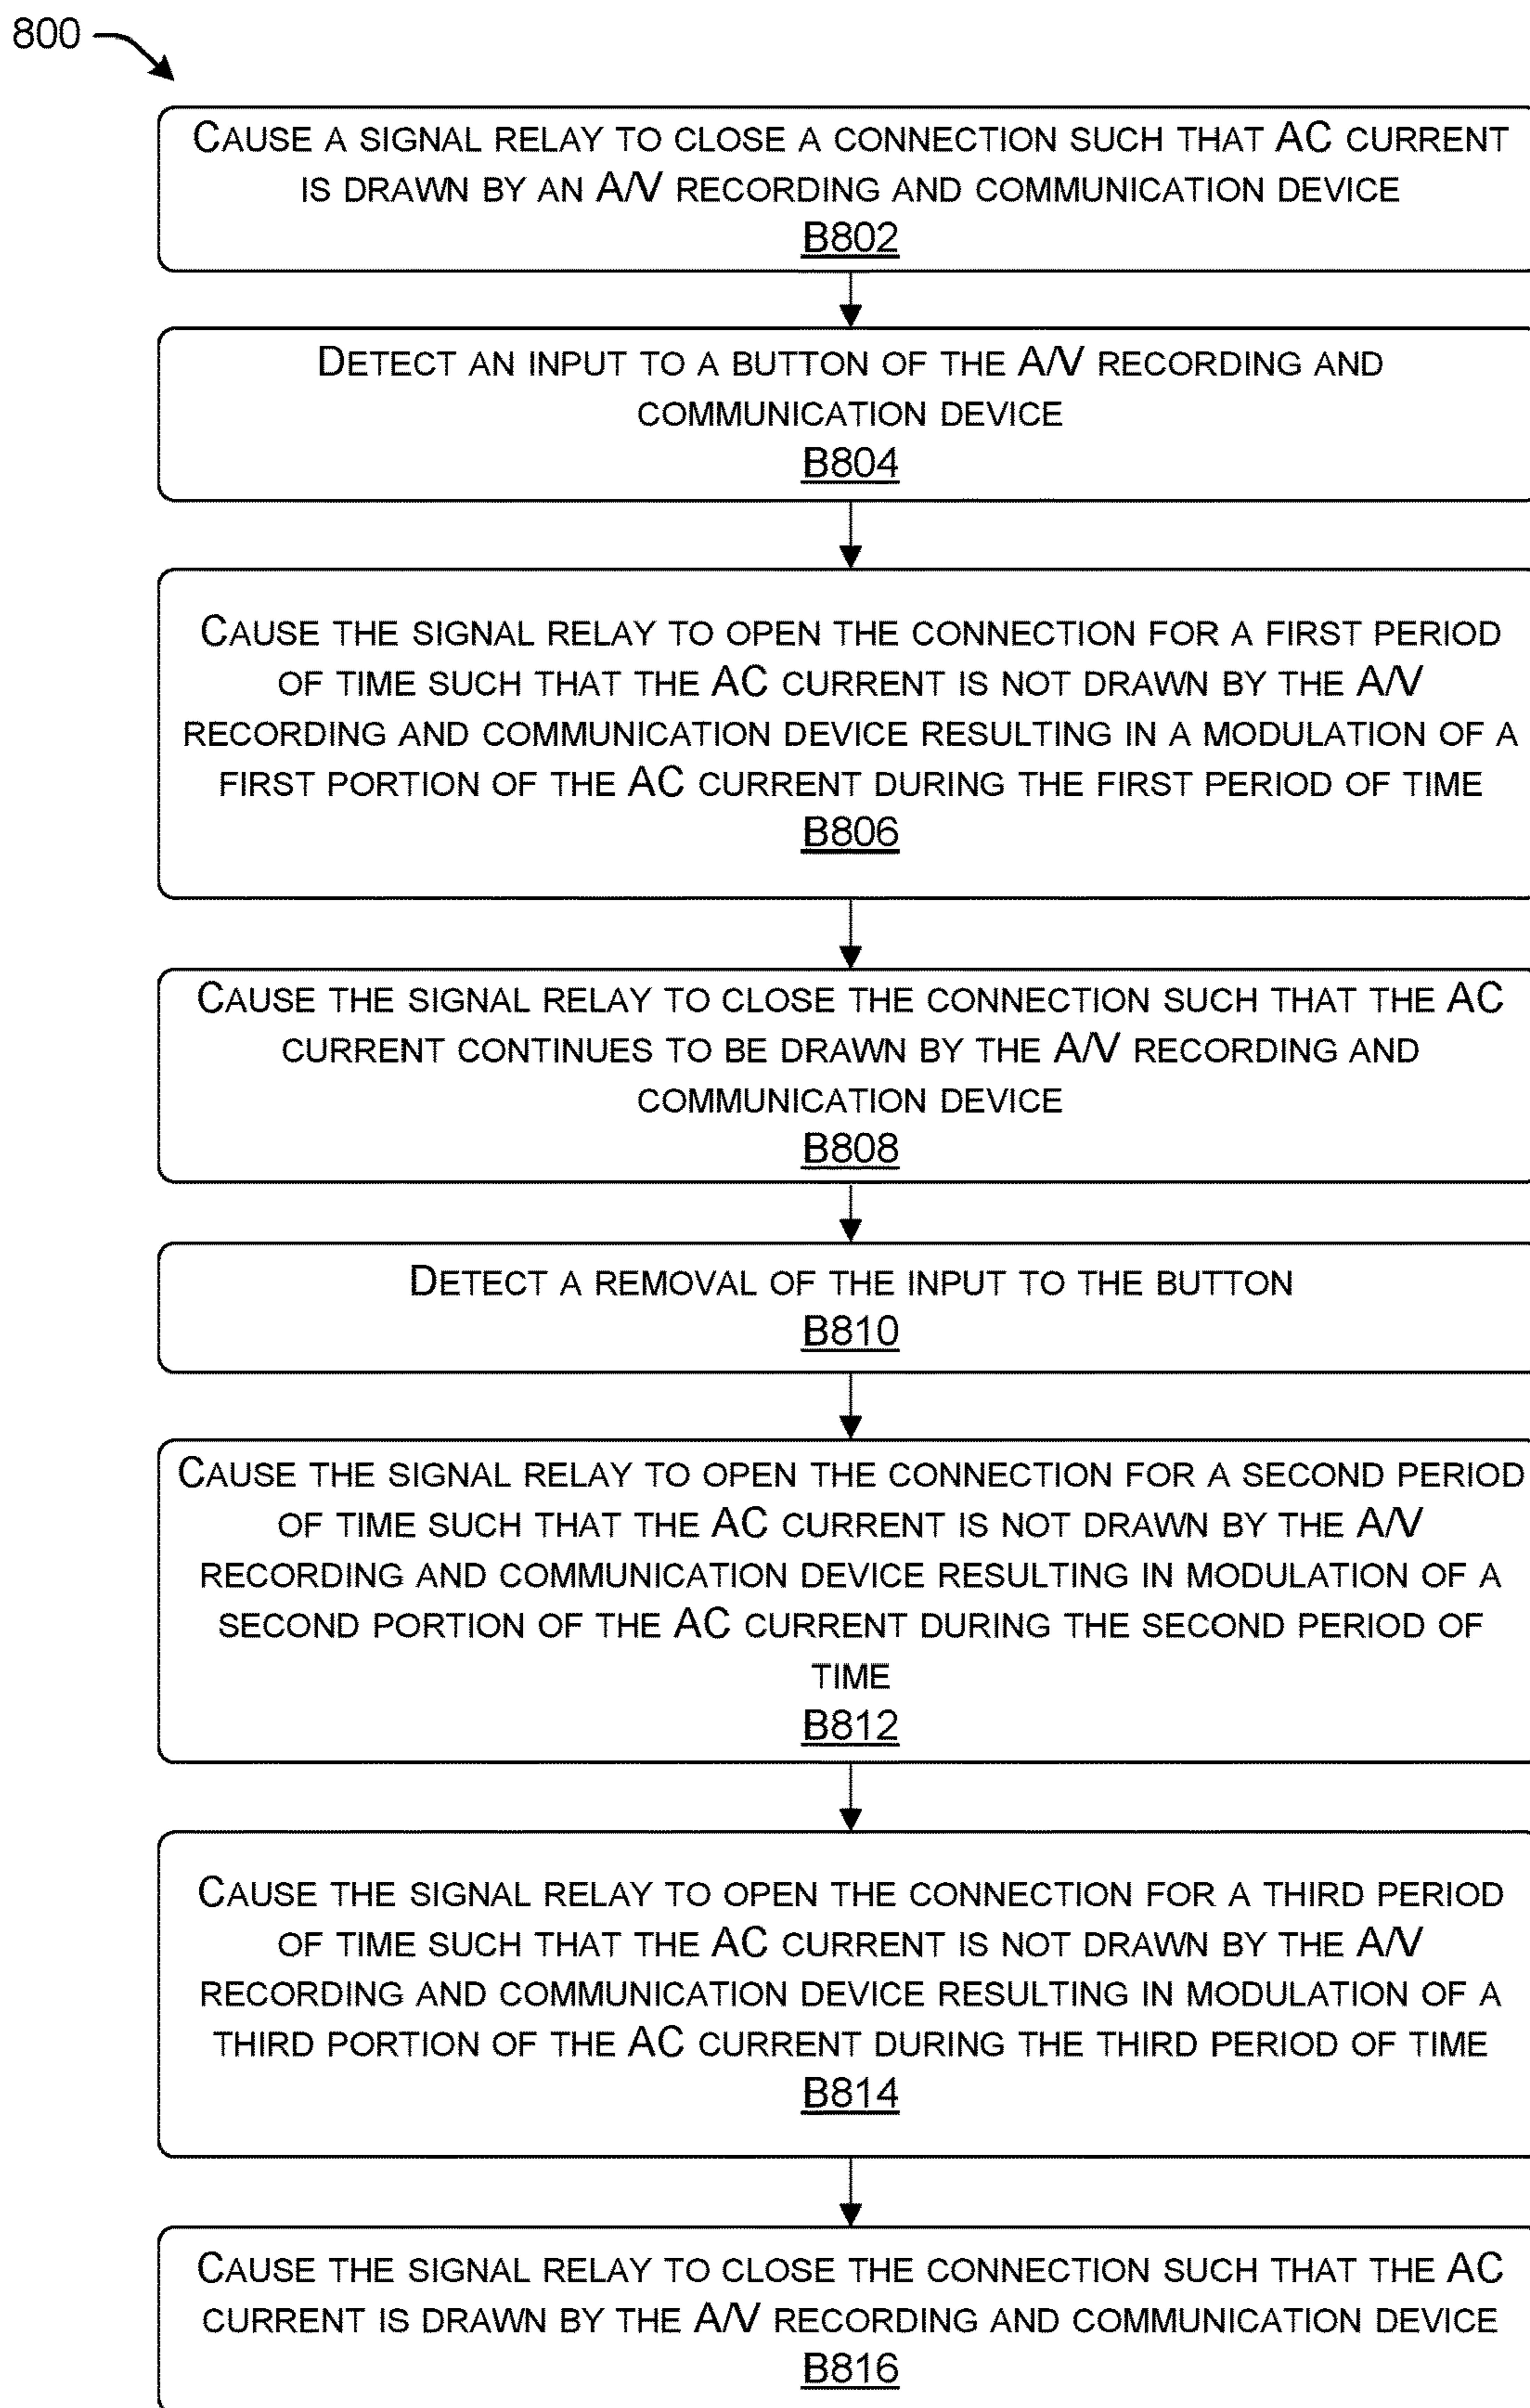 800
CAUSE A SIGNAL RELAY TO CLOSE A CONNECTION SUCH THAT AC CURRENT
IS DRAWN BY AN A/V RECORDING AND COMMUNICATION DEVICE
B802
DETECT AN INPUT TO A BUTTON OF THE A/V RECORDING AND
COMMUNICATION DEVICE
B804
CAUSE THE SIGNAL RELAY TO OPEN THE CONNECTION FOR A FIRST PERIOD
OF TIME SUCH THAT THE AC CURRENT IS NOT DRAWN BY THE A/V
RECORDING AND COMMUNICATION DEVICE RESULTING IN A MODULATION OF A
FIRST PORTION OF THE AC CURRENT DURING THE FIRST PERIOD OF TIME
B806
CAUSE THE SIGNAL RELAY TO CLOSE THE CONNECTION SUCH THAT THE AC
CURRENT CONTINUES TO BE DRAWN BY THE A/V RECORDING AND
COMMUNICATION DEVICE
B808
DETECT A REMOVAL OF THE INPUT TO THE BUTTON
B810
CAUSE THE SIGNAL RELAY TO OPEN THE CONNECTION FOR A SECOND PERIOD
OF TIME SUCH THAT THE AC CURRENT IS NOT DRAWN BY THE A/V
RECORDING AND COMMUNICATION DEVICE RESULTING IN MODULATION OF A
SECOND PORTION OF THE AC CURRENT DURING THE SECOND PERIOD OF
TIME
B812
CAUSE THE SIGNAL RELAY TO OPEN THE CONNECTION FOR A THIRD PERIOD
OF TIME SUCH THAT THE AC CURRENT IS NOT DRAWN BY THE A/V
RECORDING AND COMMUNICATION DEVICE RESULTING IN MODULATION OF A
THIRD PORTION OF THE AC CURRENT DURING THE THIRD PERIOD OF TIME
B814
CAUSE THE SIGNAL RELAY TO CLOSE THE CONNECTION SUCH THAT THE AC
CURRENT IS DRAWN BY THE A/V RECORDING AND COMMUNICATION DEVICE
B816